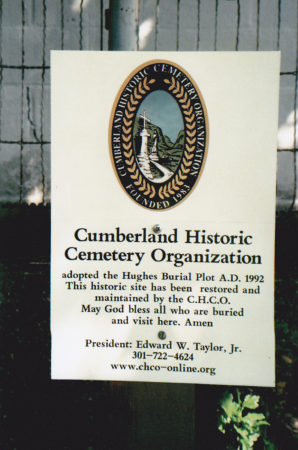 CUMBERLAND HISTORIC CEMETERY ORGANIZATION
FOUNDED 1983
Cumberland Historic
Cemetery Organization
adopted the Hughes Burial Plot A.D. 1992
This historic site has been restored and
maintained by the C.H.C.O.
May God bless all who are buried
and visit here. Amen
President: Edward W. Taylor, Jr.
301-722-4624
www.chco-online.org